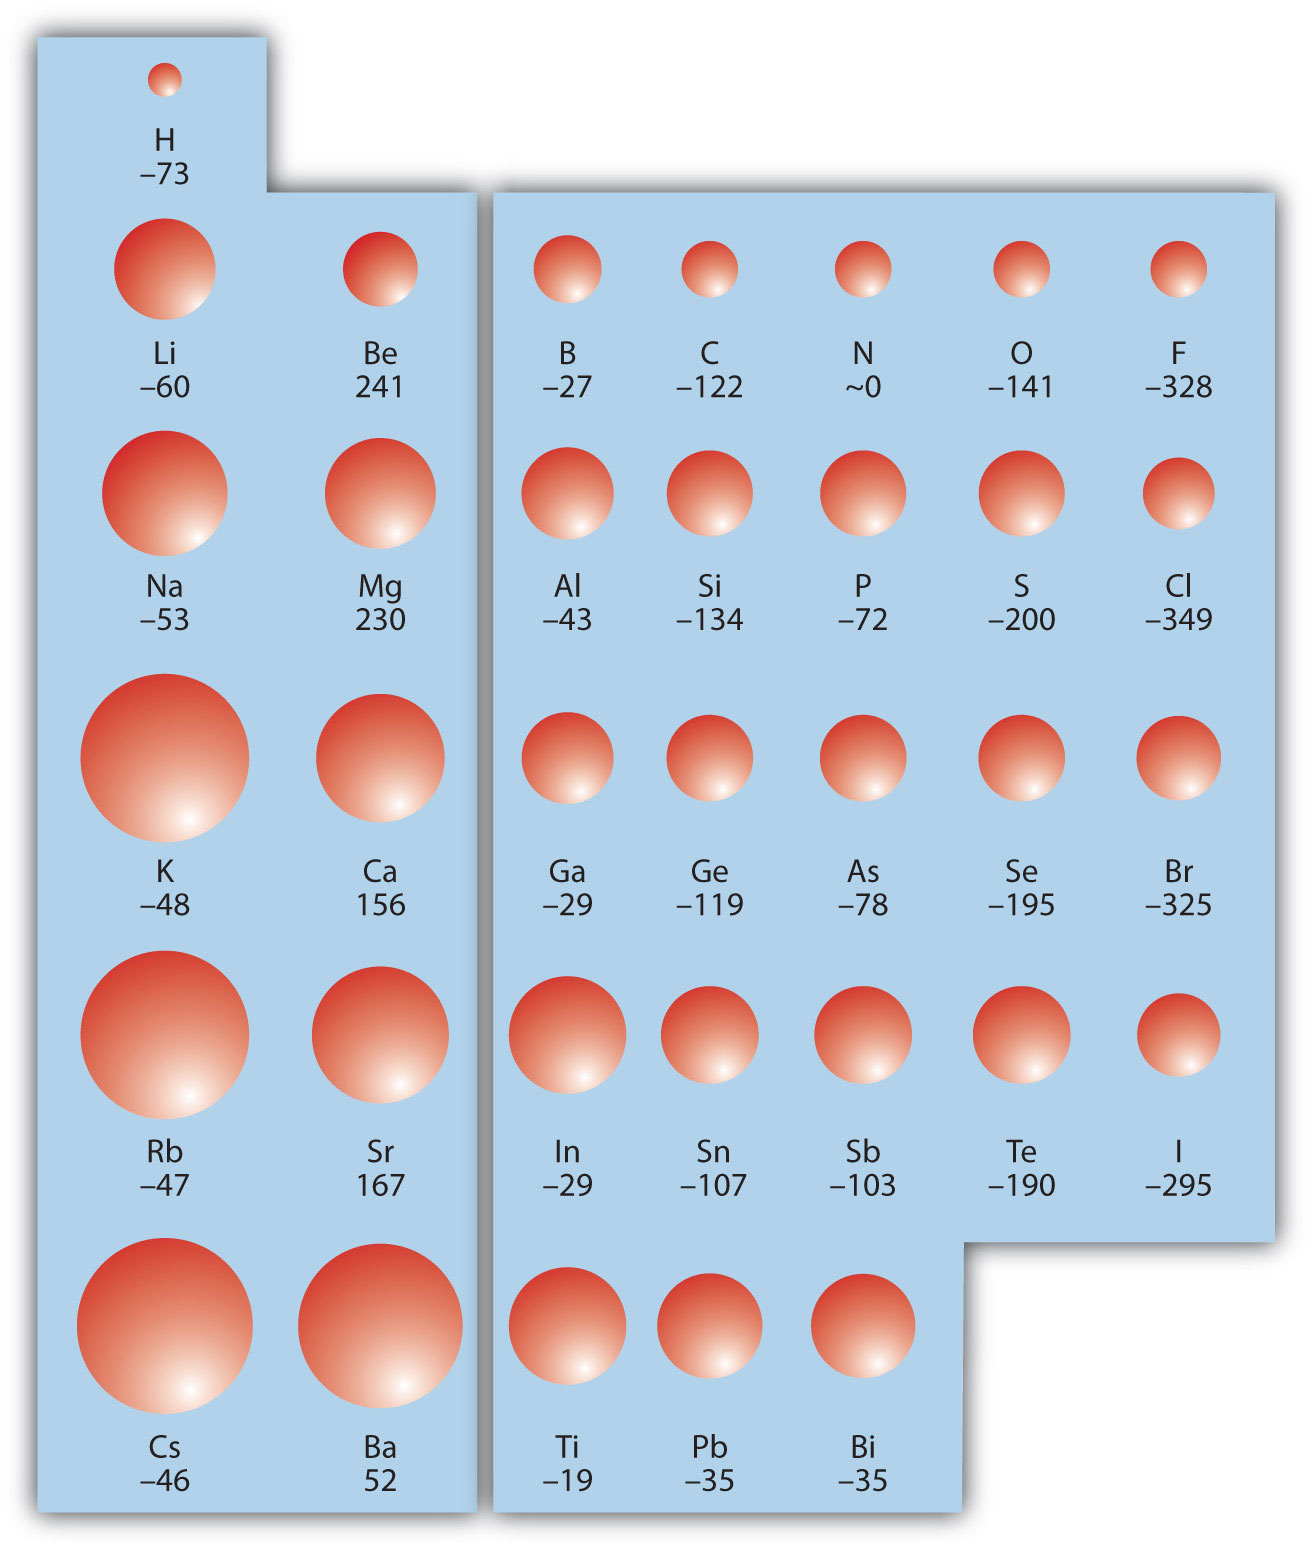 H
–73
Li Be B C N O F
–60 241 –27 –122 ~0 –141 –328
Na Mg Al Si P S Cl
–53 230 –43 –134 –72 –200 –349
K Ca Ga Ge As Se Br
–48 156 –29 –119 –78 –195 –325
Rb Sr In Sn Sb Te I
–47 167 –29 –107 –103 –190 –295
Cs Ba Ti Pb Bi
–46 52 –19 –35 –35